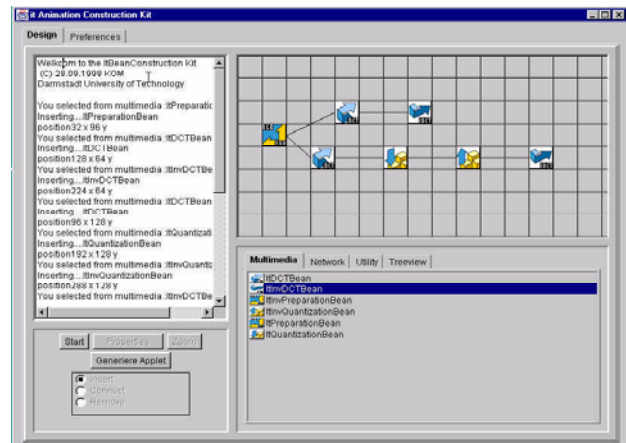 it Animation Construction Kit
Design
Preferences
Welkcom to the ItBeanConstruction Kit
(C) 28.09.1998 KOM
Darmstadt University of Technology
You selected from multimedia :ItPreparatic
Inserting....ItPreparationBean
position32 x 96 y
You selected from multimedia :ItDCTBean
Inserting....ItDCTBean
position128 x 64 y
You selected from multimedia :ItInvDCTBe
Inserting....ItInvDCTBean
position224 x 64 y
You selected from multimedia :ItDCTBean
Inserting....ItDCTBean
position96 x 128 y
You selected from multimedia :ItQuantizati
Inserting....ItQuantizationBean
position192 x 128 y
You selected from multimedia :ItInvQuantiz
Inserting....ItInvQuantizationBean
position288 x 128 y
You selected from multimedia :ItInvDCTBe
Start
Properties
Zoom
Generiere Applet
Insert
Connect
Remove
Multimedia
Network
Utility
Treeview
ItDCTBean
ItInvDCTBean
ItInvPreparationBean
ItInvQuantizationBean
ItPreparationBean
ItQuantizationBean